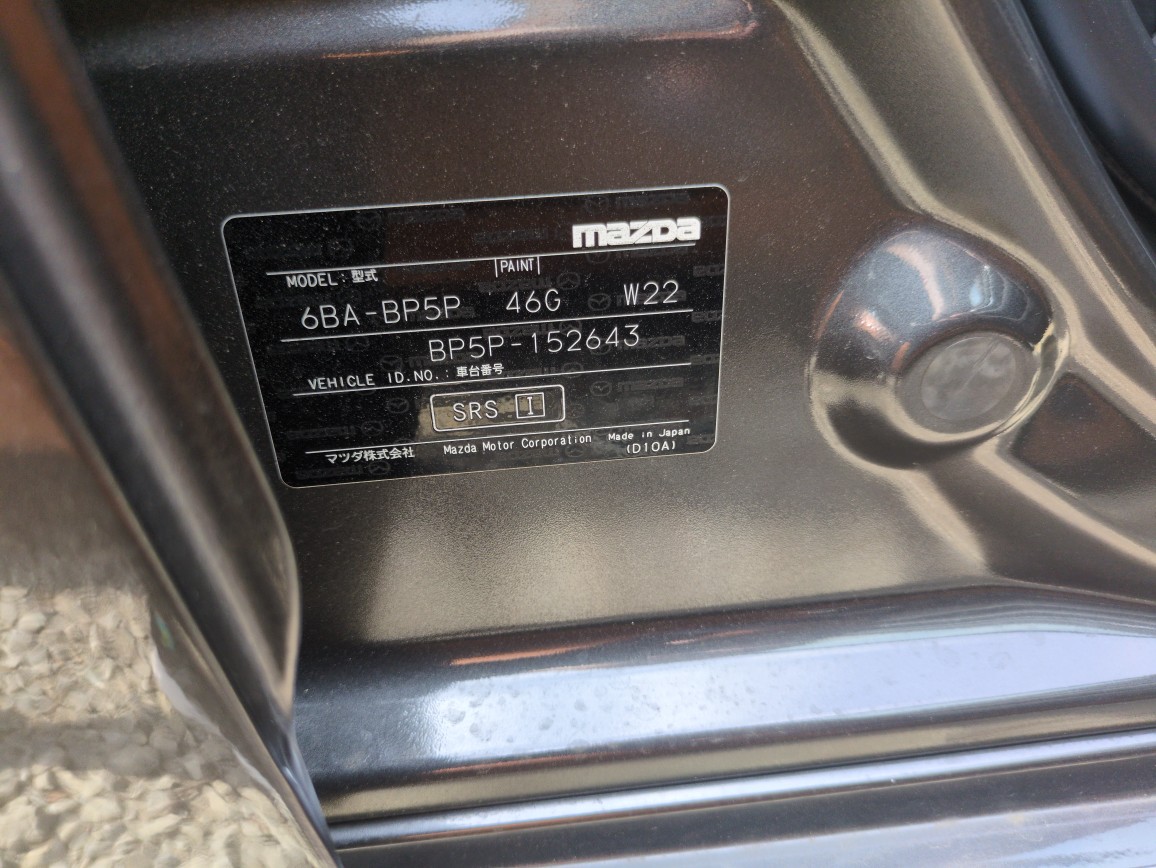 mazda
MODEL:型式 PAINT
6BA-BP5P 46G W22
BP5P-152643
VEHICLE ID.NO.:車台番号
SRS I
マツダ株式会社 Mazda Motor Corporation Made in Japan
(D10A)